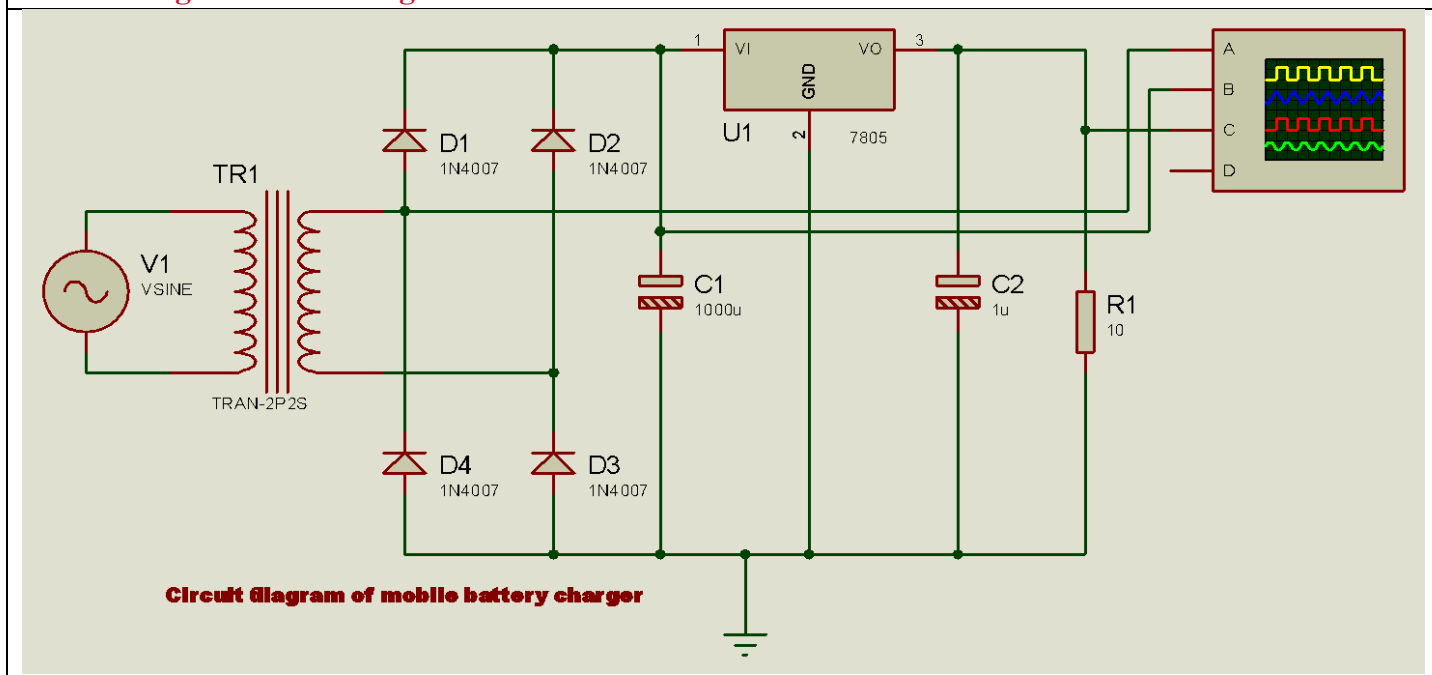 1
VI
VO
3
A
GND
B
D1
1N4007
D2
1N4007
U1
2
7805
C
D
TR1
V1
VSINE
C1
1000u
C2
1u
R1
10
TRAN-2P2S
D4
1N4007
D3
1N4007
Circuit diagram of mobile battery charger